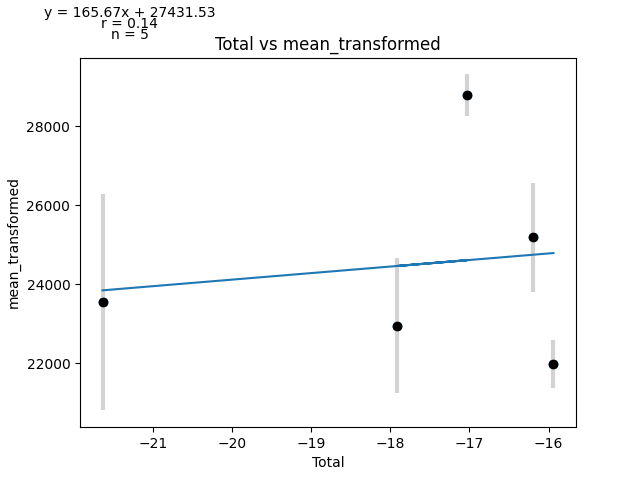 y = 165.67x + 27431.53
r = 0.14
n = 5
Total vs mean_transformed
mean_transformed
28000
26000
24000
22000
−21
−20
−19
−18
−17
−16
Total